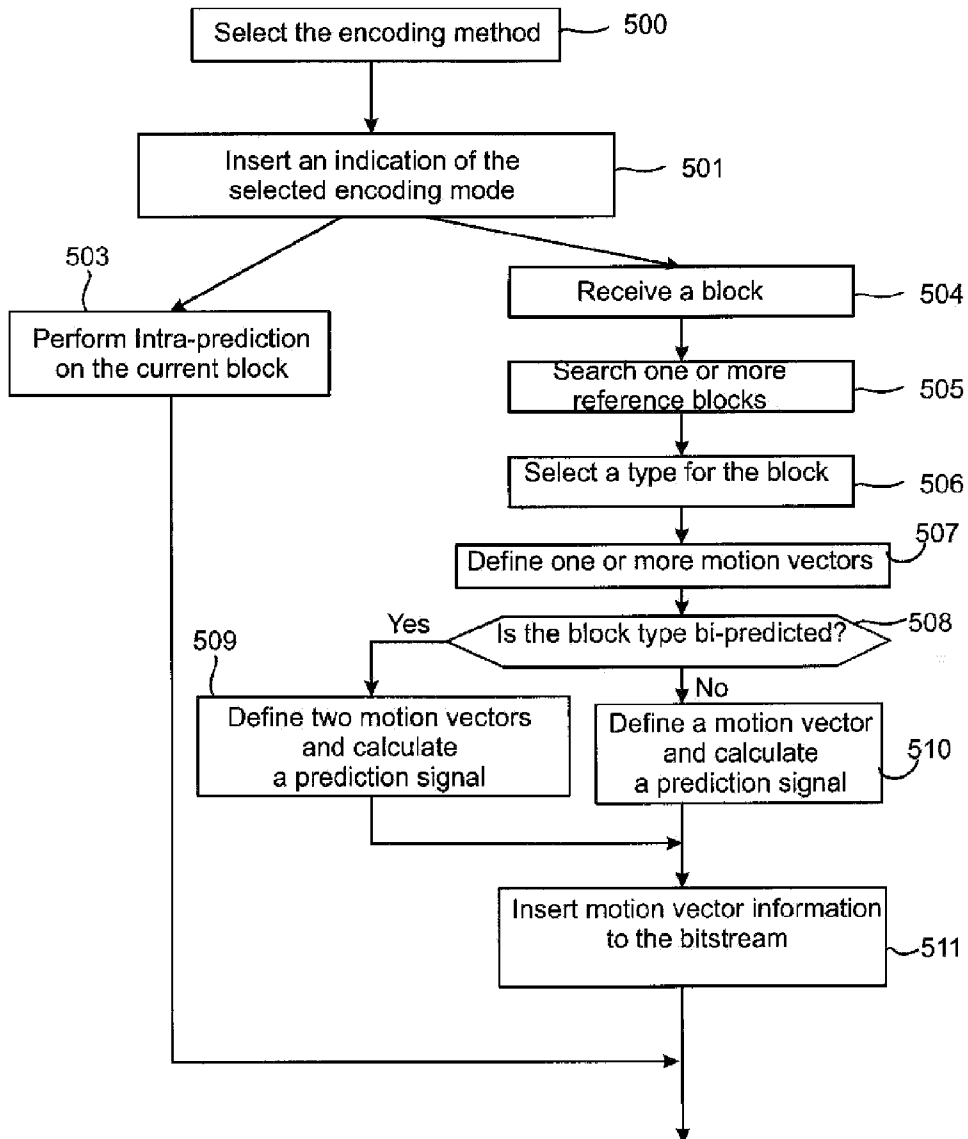 Select the encoding method
500
Insert an indication of the
selected encoding mode
501
503
Perform Intra-prediction
on the current block
Receive a block
504
Search one or more
reference blocks
505
Select a type for the block
506
507
Define one or more motion vectors
Is the block type bi-predicted?
508
Yes
No
509
Define two motion vectors
and calculate
a prediction signal
Define a motion vector
and calculate
a prediction signal
510
Insert motion vector information
to the bitstream
511